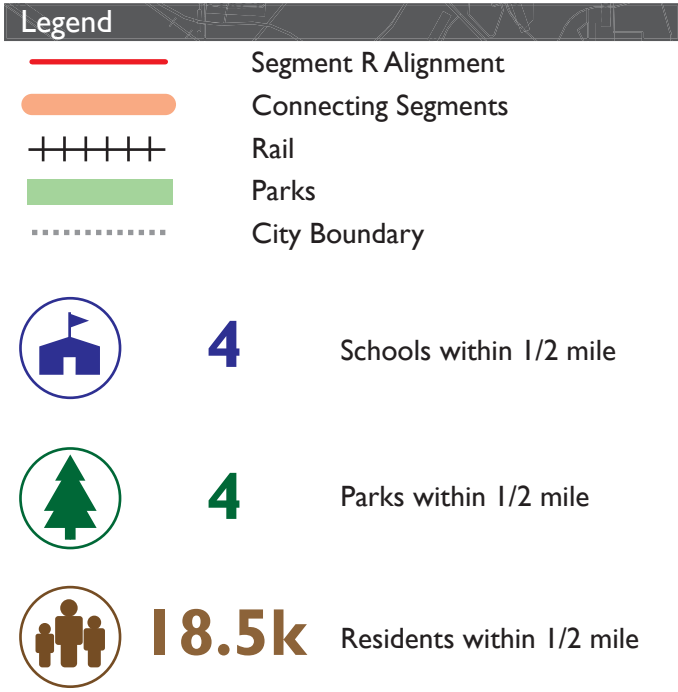 Legend
Segment R Alignment
Connecting Segments
Rail
Parks
City Boundary
4 Schools within 1/2 mile
4 Parks within 1/2 mile
18.5k Residents within 1/2 mile